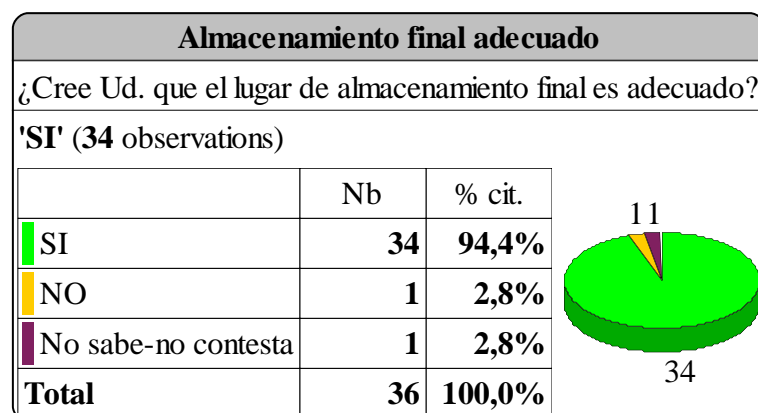 Almacenamiento final adecuado
¿Cree Ud. que el lugar de almacenamiento final es adecuado?
'SI' (34 observations)
Nb % cit.
SI 34 94,4%
NO 1 2,8%
No sabe-no contesta 1 2,8%
Total 36 100,0%
1 1
34